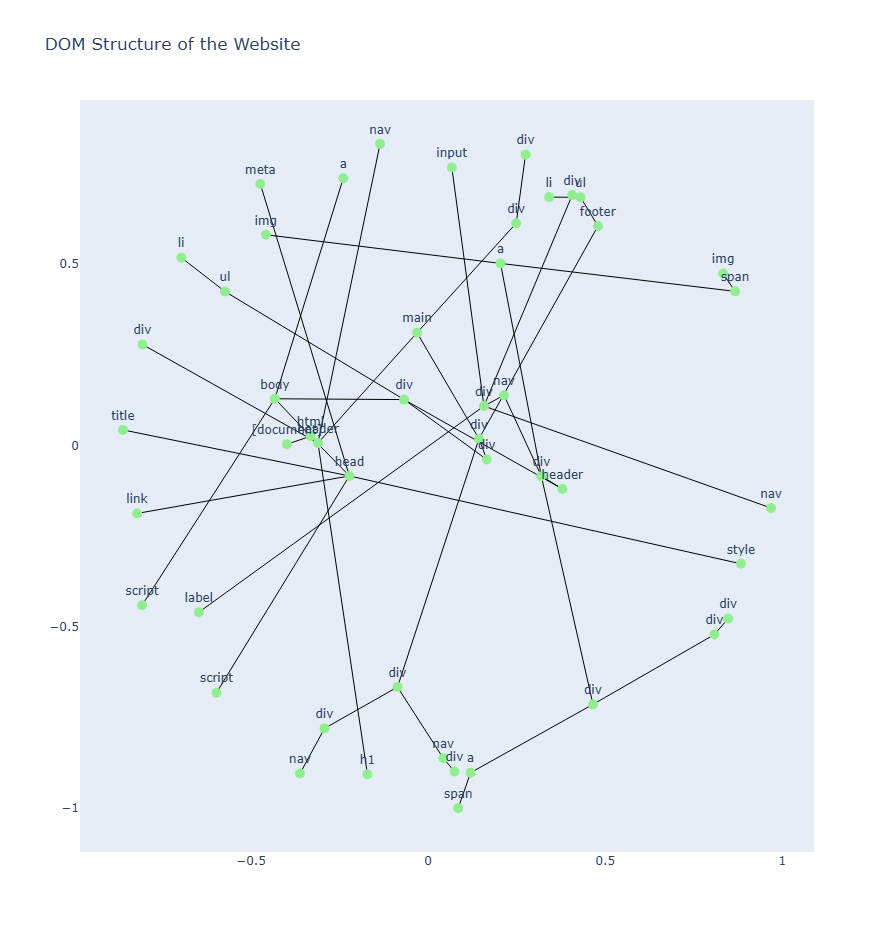 DOM Structure of the Website
nav
input
div
meta
a
li
div
ul
img
div
footer
li
a
img
ul
span
0.5
main
div
body
div
div
nav
title
html
[document]
header
div
0
div
head
div
header
link
nav
style
script
label
div
−0.5
div
script
div
div
div
nav
nav
h1
div
a
span
−1
−0.5
0
0.5
1